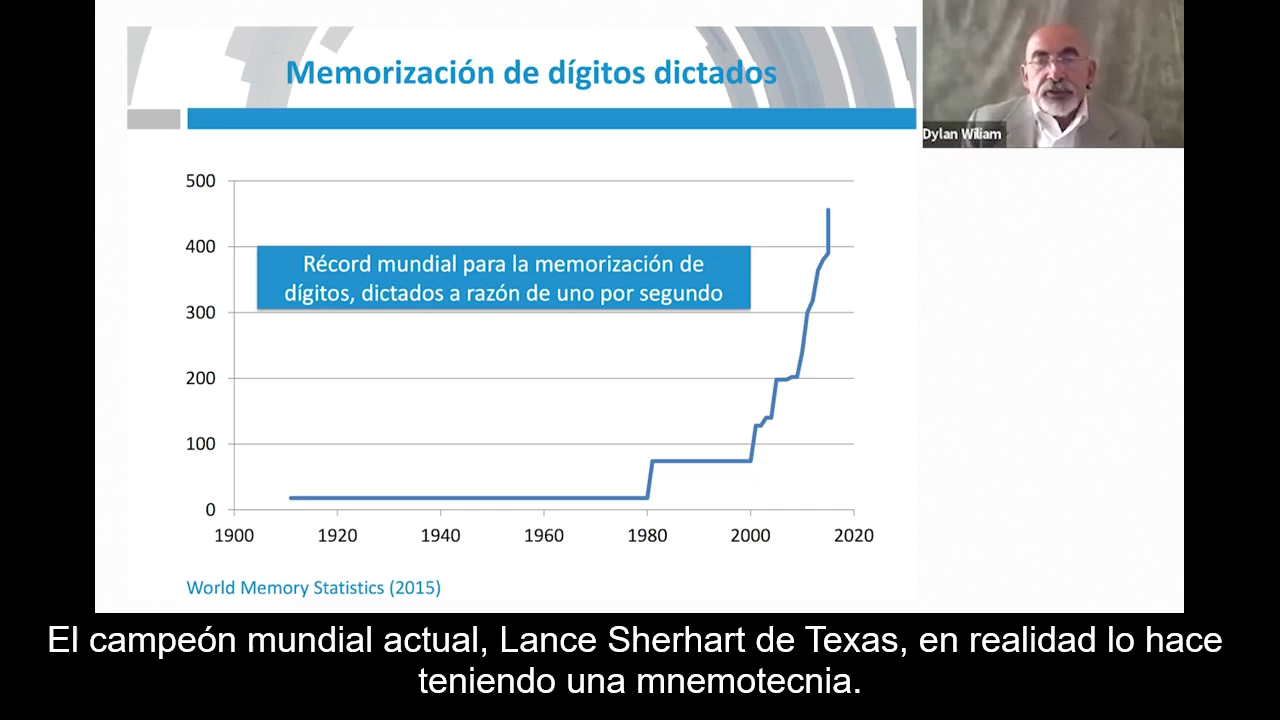 Memorización de dígitos dictados
Dylan Wiliam
500
400
Récord mundial para la memorización de
dígitos, dictados a razón de uno por segundo
300
200
100
0
1900 1920 1940 1960 1980 2000 2020
World Memory Statistics (2015)
El campeón mundial actual, Lance Sherhart de Texas, en realidad lo hace
teniendo una mnemotecnia.